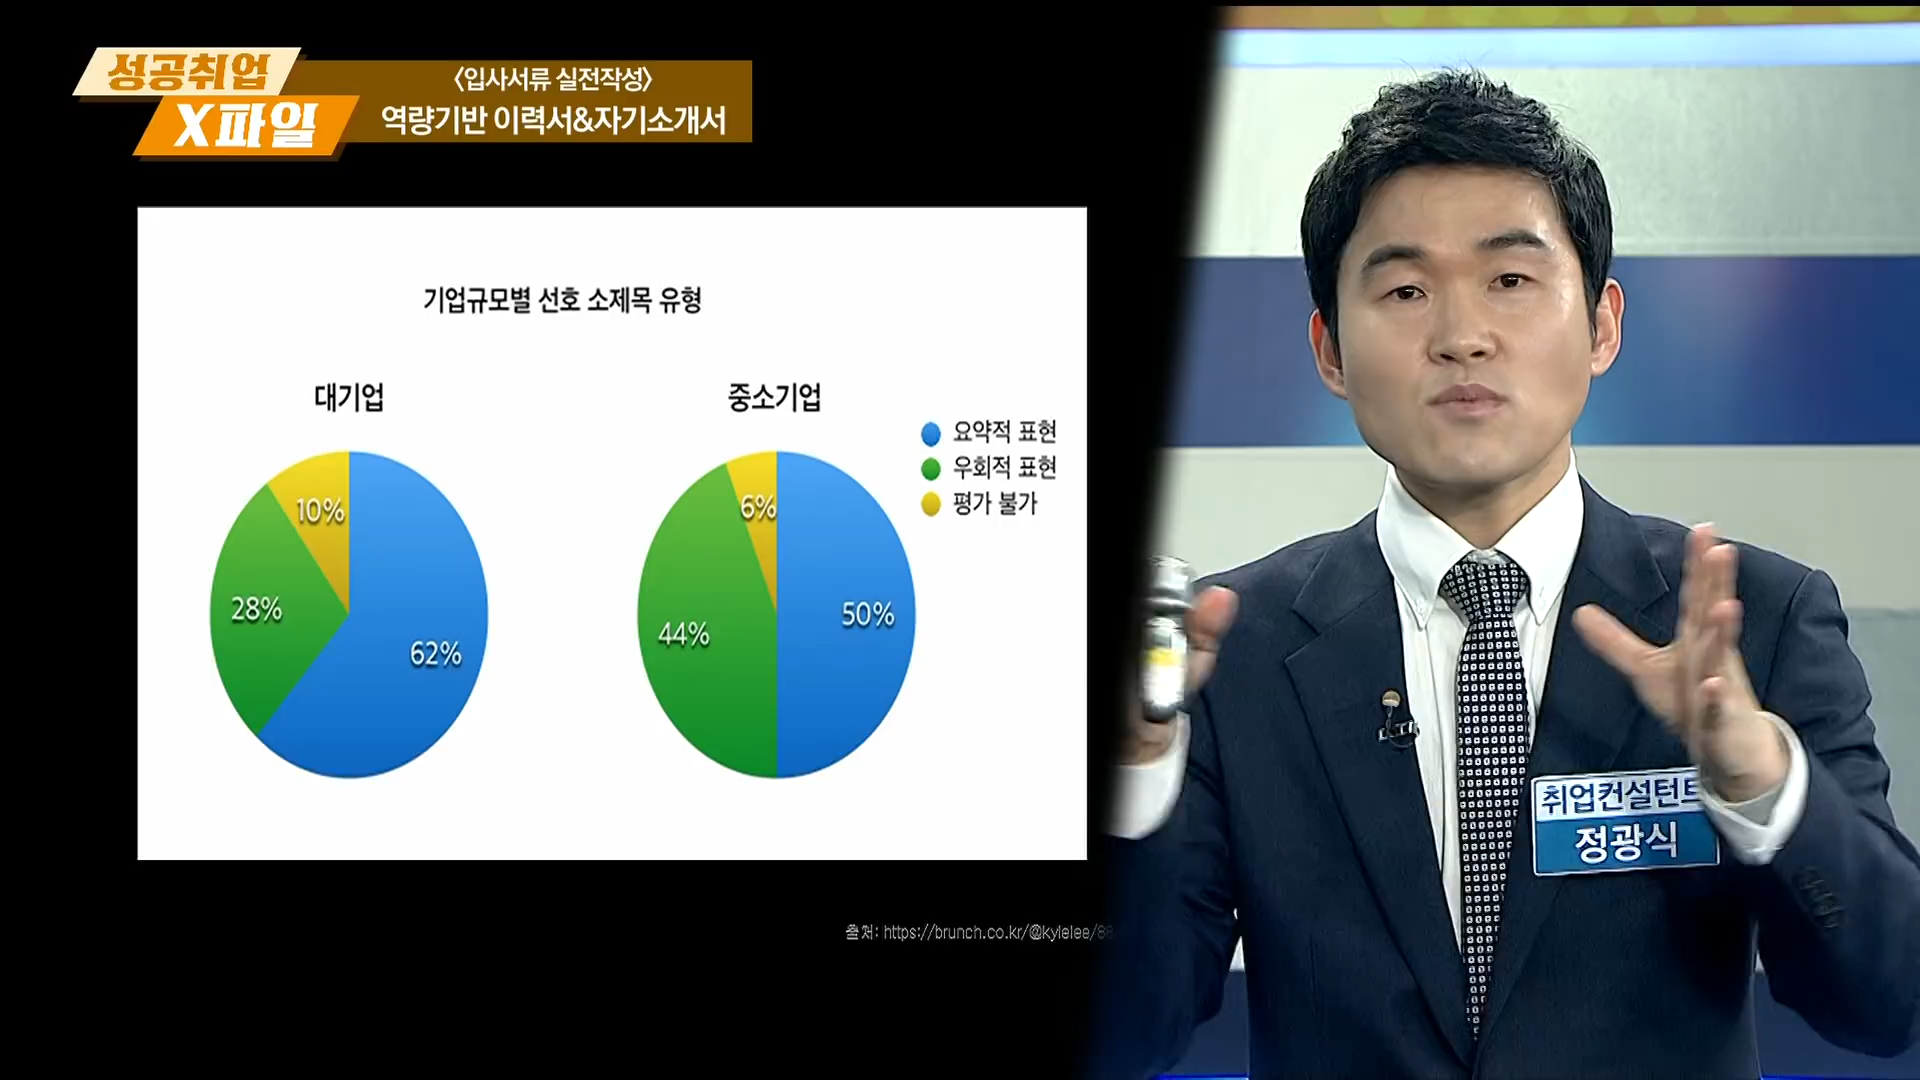 성공취업
X파일
<입사서류 실전작성>
역량기반 이력서&자기소개서
기업규모별 선호 소제목 유형
대기업
중소기업
요약적 표현
우회적 표현
평가 불가
10%
28%
62%
6%
44%
50%
출처: https://brunch.co.kr/@kylelee/88
취업컨설턴트
정광식